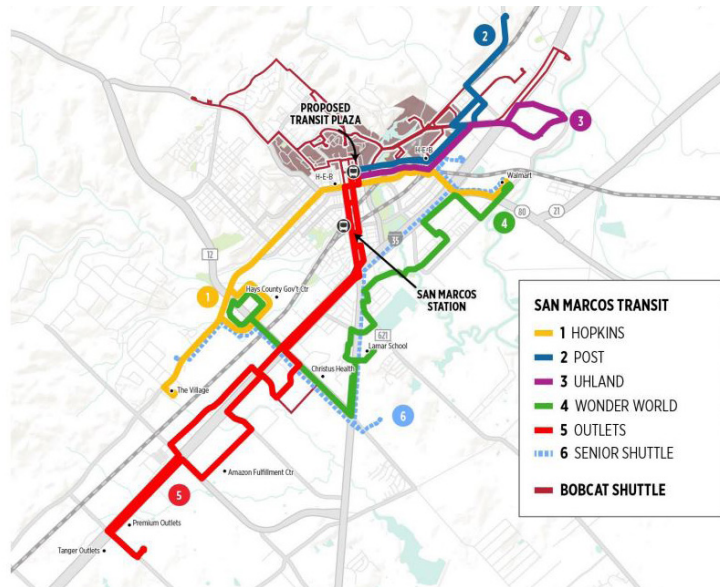 2
PROPOSED
TRANSIT PLAZA
3
H-E-B
H-E-B
Walmart
80
21
12
35
4
Hays County Gov't Ctr
1
SAN MARCOS
STATION
621
Lamar School
Christus Health
The Village
6
5
Amazon Fulfillment Ctr
Premium Outlets
Tanger Outlets
SAN MARCOS TRANSIT
1 HOPKINS
2 POST
3 UHLAND
4 WONDER WORLD
5 OUTLETS
6 SENIOR SHUTTLE
BOBCAT SHUTTLE